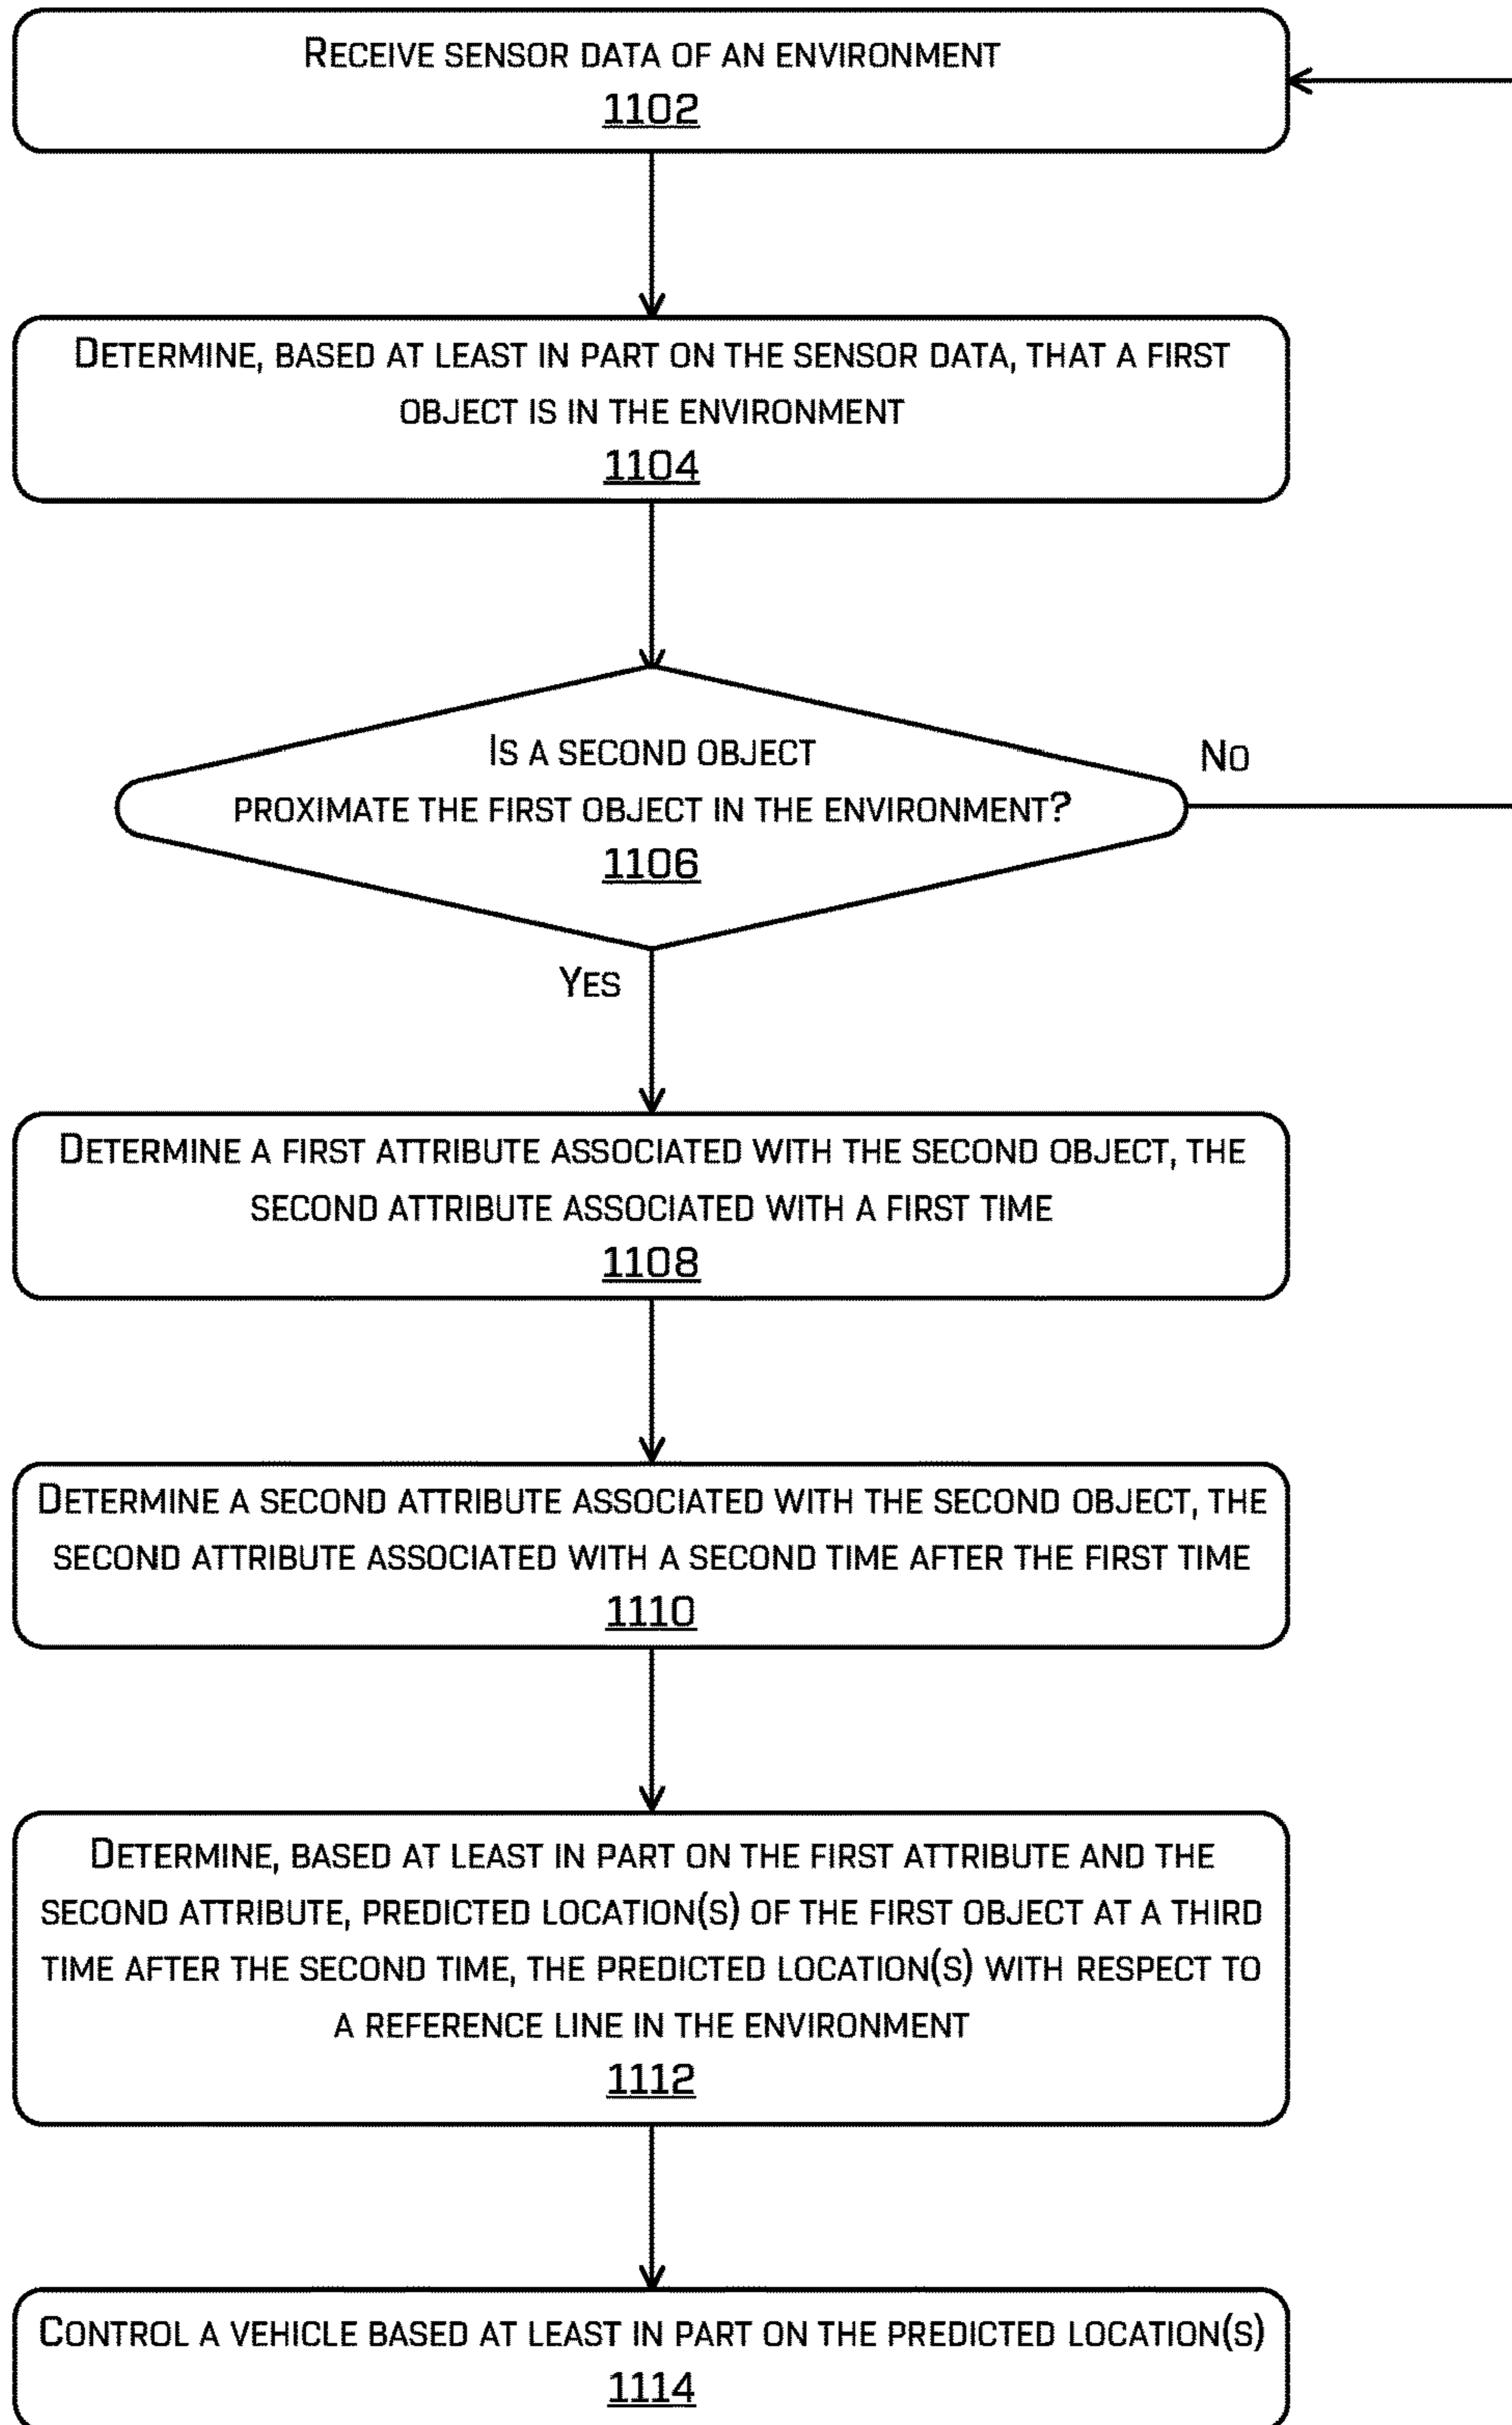 RECEIVE SENSOR DATA OF AN ENVIRONMENT
1102
DETERMINE, BASED AT LEAST IN PART ON THE SENSOR DATA, THAT A FIRST
OBJECT IS IN THE ENVIRONMENT
1104
IS A SECOND OBJECT
PROXIMATE THE FIRST OBJECT IN THE ENVIRONMENT?
1106
NO
YES
DETERMINE A FIRST ATTRIBUTE ASSOCIATED WITH THE SECOND OBJECT, THE
SECOND ATTRIBUTE ASSOCIATED WITH A FIRST TIME
1108
DETERMINE A SECOND ATTRIBUTE ASSOCIATED WITH THE SECOND OBJECT, THE
SECOND ATTRIBUTE ASSOCIATED WITH A SECOND TIME AFTER THE FIRST TIME
1110
DETERMINE, BASED AT LEAST IN PART ON THE FIRST ATTRIBUTE AND THE
SECOND ATTRIBUTE, PREDICTED LOCATION(S) OF THE FIRST OBJECT AT A THIRD
TIME AFTER THE SECOND TIME, THE PREDICTED LOCATION(S) WITH RESPECT TO
A REFERENCE LINE IN THE ENVIRONMENT
1112
CONTROL A VEHICLE BASED AT LEAST IN PART ON THE PREDICTED LOCATION(S)
1114